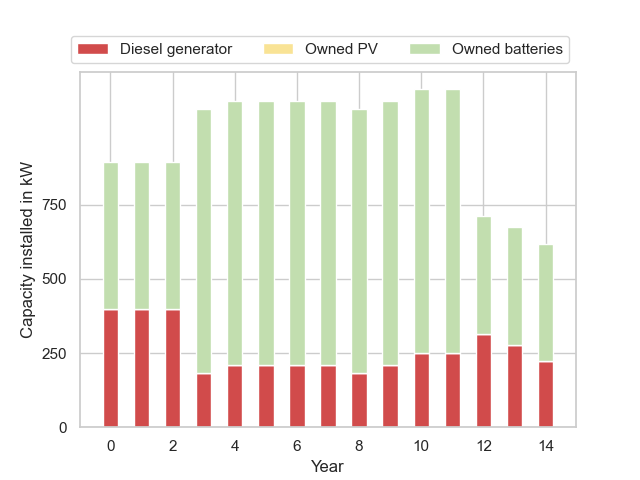 Diesel generator Owned PV Owned batteries
Capacity installed in kW
750
500
250
0
0 2 4 6 8 10 12 14
Year